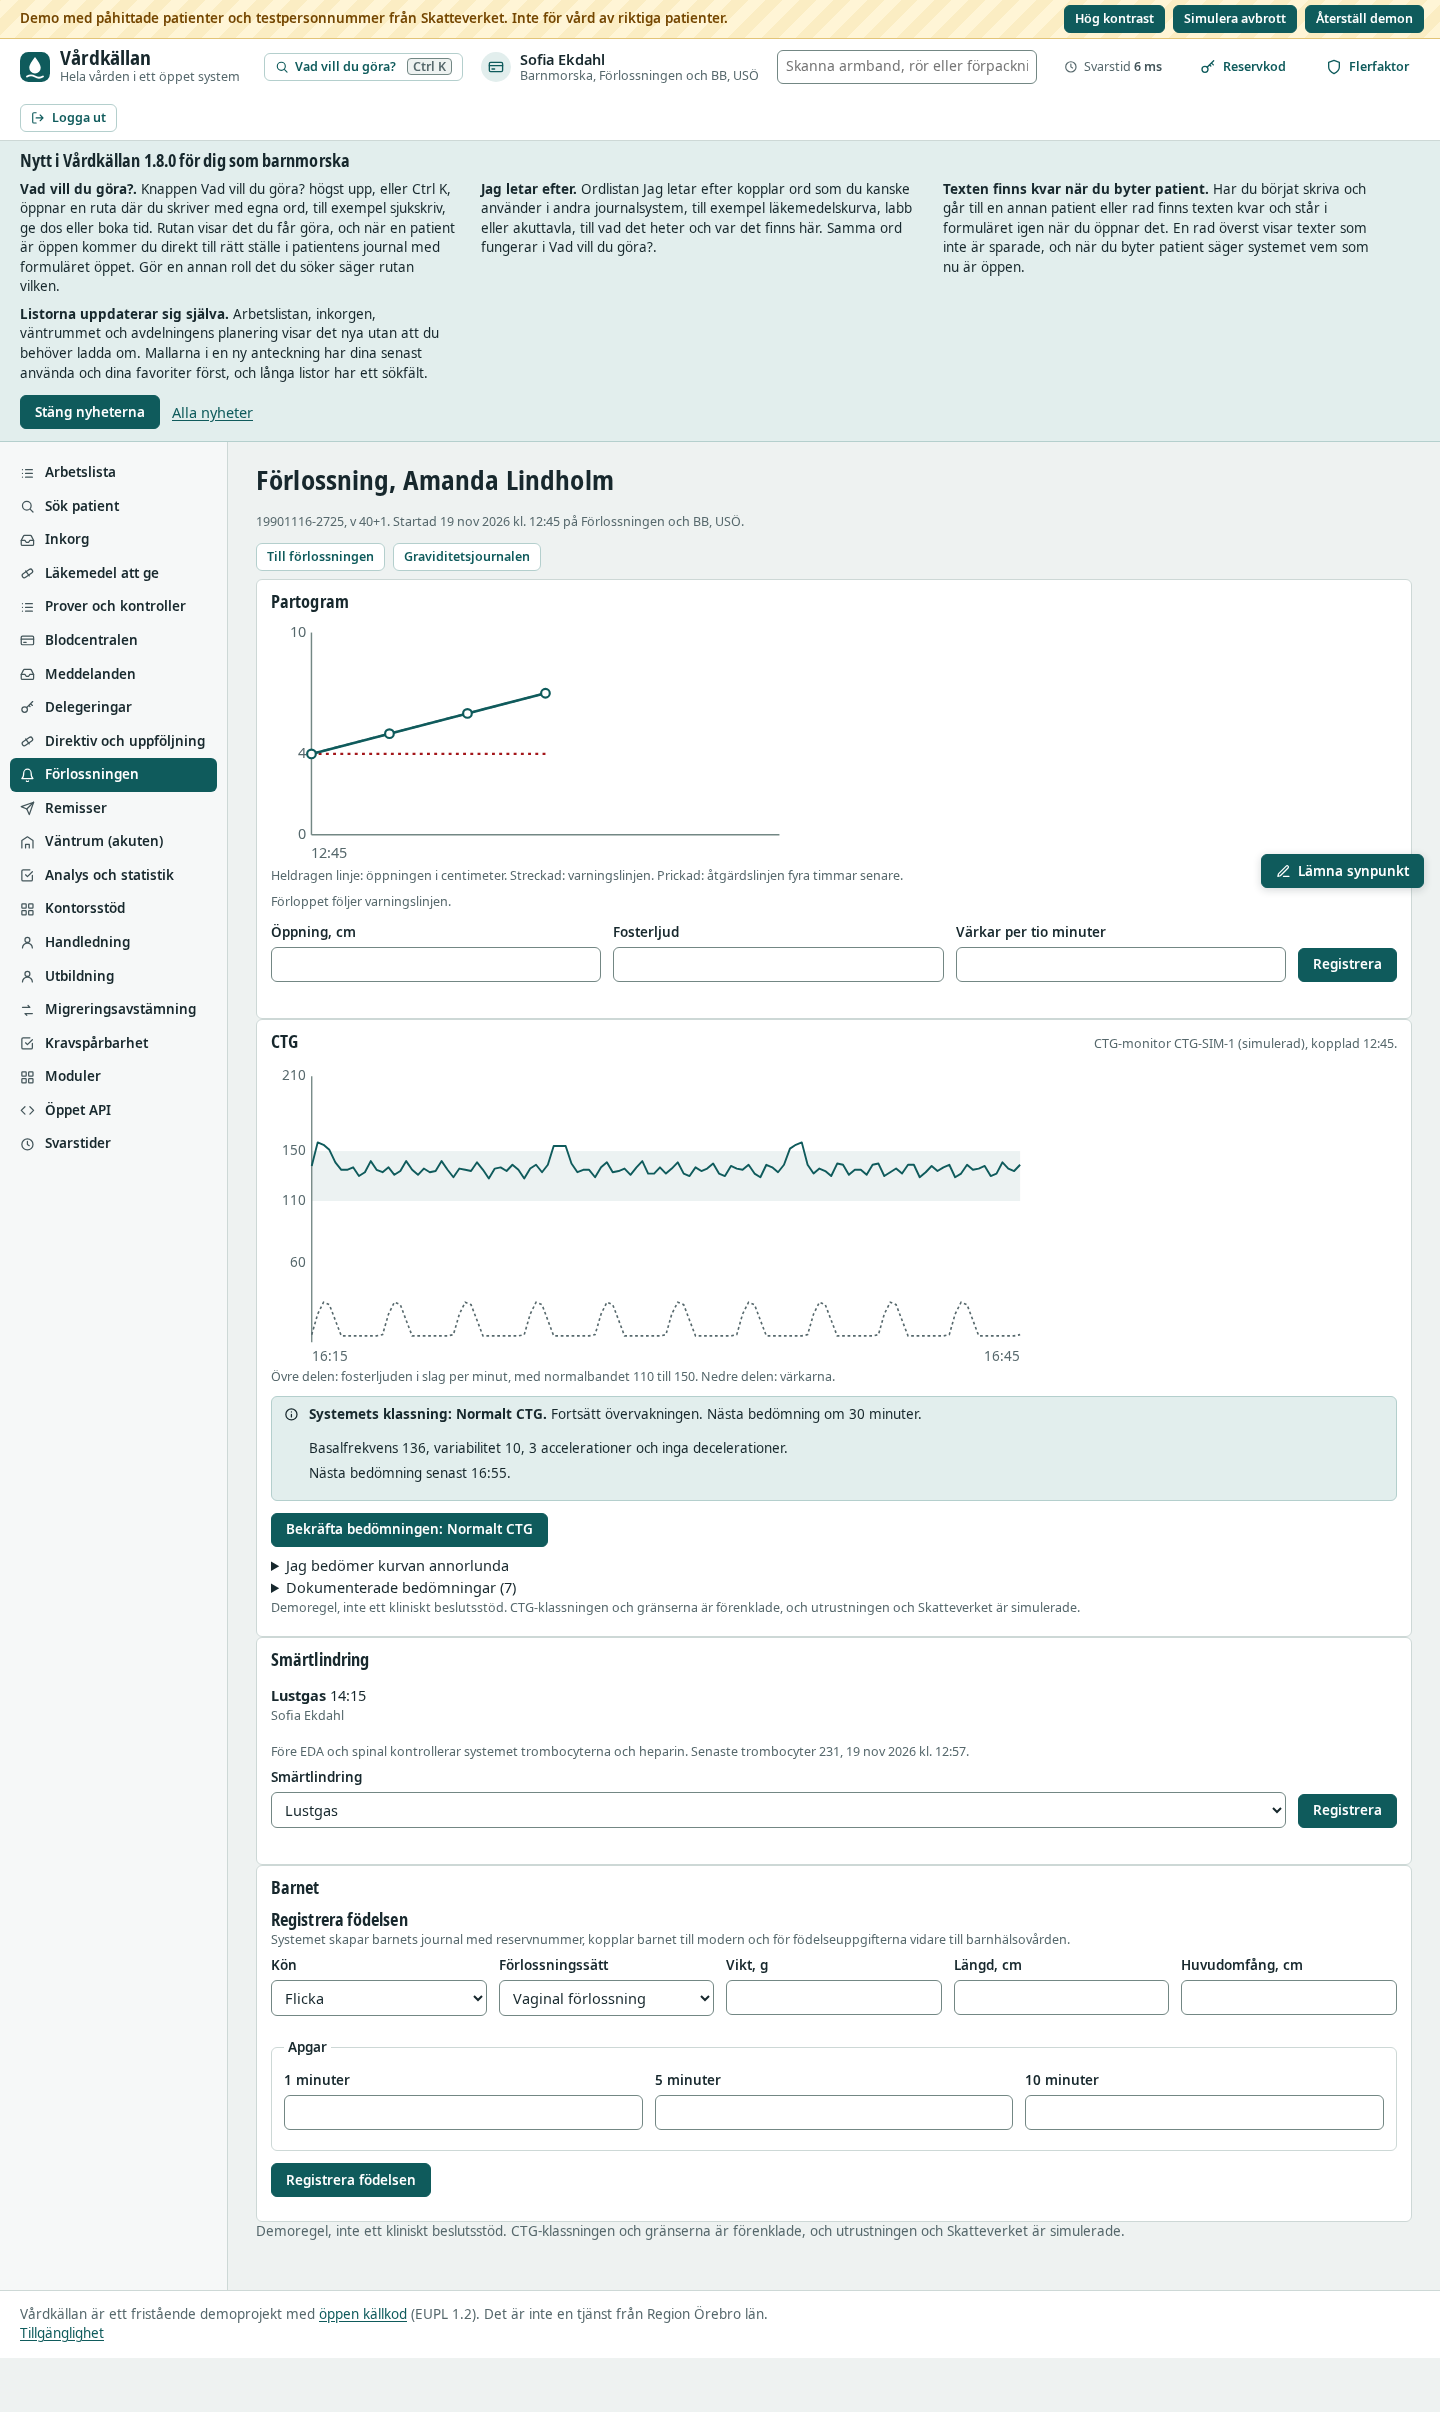 Demo med påhittade patienter och testpersonnummer från Skatteverket. Inte för vård av riktiga patienter.
Hög kontrast
Simulera avbrott
Återställ demon
Vårdkällan
Hela vården i ett öppet system
Vad vill du göra? Ctrl K
Sofia Ekdahl
Barnmorska, Förlossningen och BB, USÖ
Skanna armband, rör eller förpackni
Svarstid 6 ms
Reservkod
Flerfaktor
Logga ut
Nytt i Vårdkällan 1.8.0 för dig som barnmorska
Vad vill du göra?. Knappen Vad vill du göra? högst upp, eller Ctrl K,
öppnar en ruta där du skriver med egna ord, till exempel sjukskriv,
ge dos eller boka tid. Rutan visar det du får göra, och när en patient
är öppen kommer du direkt till rätt ställe i patientens journal med
formuläret öppet. Gör en annan roll det du söker säger rutan
vilken.
Jag letar efter. Ordlistan Jag letar efter kopplar ord som du kanske
använder i andra journalsystem, till exempel läkemedelskurva, labb
eller akuttavla, till vad det heter och var det finns här. Samma ord
fungerar i Vad vill du göra?.
Texten finns kvar när du byter patient. Har du börjat skriva och
går till en annan patient eller rad finns texten kvar och står i
formuläret igen när du öppnar det. En rad överst visar texter som
inte är sparade, och när du byter patient säger systemet vem som
nu är öppen.
Listorna uppdaterar sig själva. Arbetslistan, inkorgen,
väntrummet och avdelningens planering visar det nya utan att du
behöver ladda om. Mallarna i en ny anteckning har dina senast
använda och dina favoriter först, och långa listor har ett sökfält.
Stäng nyheterna
Alla nyheter
Arbetslista
Sök patient
Inkorg
Läkemedel att ge
Prover och kontroller
Blodcentralen
Meddelanden
Delegeringar
Direktiv och uppföljning
Förlossningen
Remisser
Väntrum (akuten)
Analys och statistik
Kontorsstöd
Handledning
Utbildning
Migreringsavstämning
Kravspårbarhet
Moduler
Öppet API
Svarstider
Förlossning, Amanda Lindholm
19901116-2725, v 40+1. Startad 19 nov 2026 kl. 12:45 på Förlossningen och BB, USÖ.
Till förlossningen
Graviditetsjournalen
Partogram
10
4
0
12:45
Heldragen linje: öppningen i centimeter. Streckad: varningslinjen. Prickad: åtgärdslinjen fyra timmar senare.
Förloppet följer varningslinjen.
Lämna synpunkt
Öppning, cm
Fosterljud
Värkar per tio minuter
Registrera
CTG
CTG-monitor CTG-SIM-1 (simulerad), kopplad 12:45.
210
150
110
60
16:15
16:45
Övre delen: fosterljuden i slag per minut, med normalbandet 110 till 150. Nedre delen: värkarna.
Systemets klassning: Normalt CTG. Fortsätt övervakningen. Nästa bedömning om 30 minuter.
Basalfrekvens 136, variabilitet 10, 3 accelerationer och inga decelerationer.
Nästa bedömning senast 16:55.
Bekräfta bedömningen: Normalt CTG
Jag bedömer kurvan annorlunda
Dokumenterade bedömningar (7)
Demoregel, inte ett kliniskt beslutsstöd. CTG-klassningen och gränserna är förenklade, och utrustningen och Skatteverket är simulerade.
Smärtlindring
Lustgas 14:15
Sofia Ekdahl
Före EDA och spinal kontrollerar systemet trombocyterna och heparin. Senaste trombocyter 231, 19 nov 2026 kl. 12:57.
Smärtlindring
Lustgas
Registrera
Barnet
Registrera födelsen
Systemet skapar barnets journal med reservnummer, kopplar barnet till modern och för födelseuppgifterna vidare till barnhälsovården.
Kön
Förlossningssätt
Vikt, g
Längd, cm
Huvudomfång, cm
Flicka
Vaginal förlossning
Apgar
1 minuter
5 minuter
10 minuter
Registrera födelsen
Demoregel, inte ett kliniskt beslutsstöd. CTG-klassningen och gränserna är förenklade, och utrustningen och Skatteverket är simulerade.
Vårdkällan är ett fristående demoprojekt med öppen källkod (EUPL 1.2). Det är inte en tjänst från Region Örebro län.
Tillgänglighet